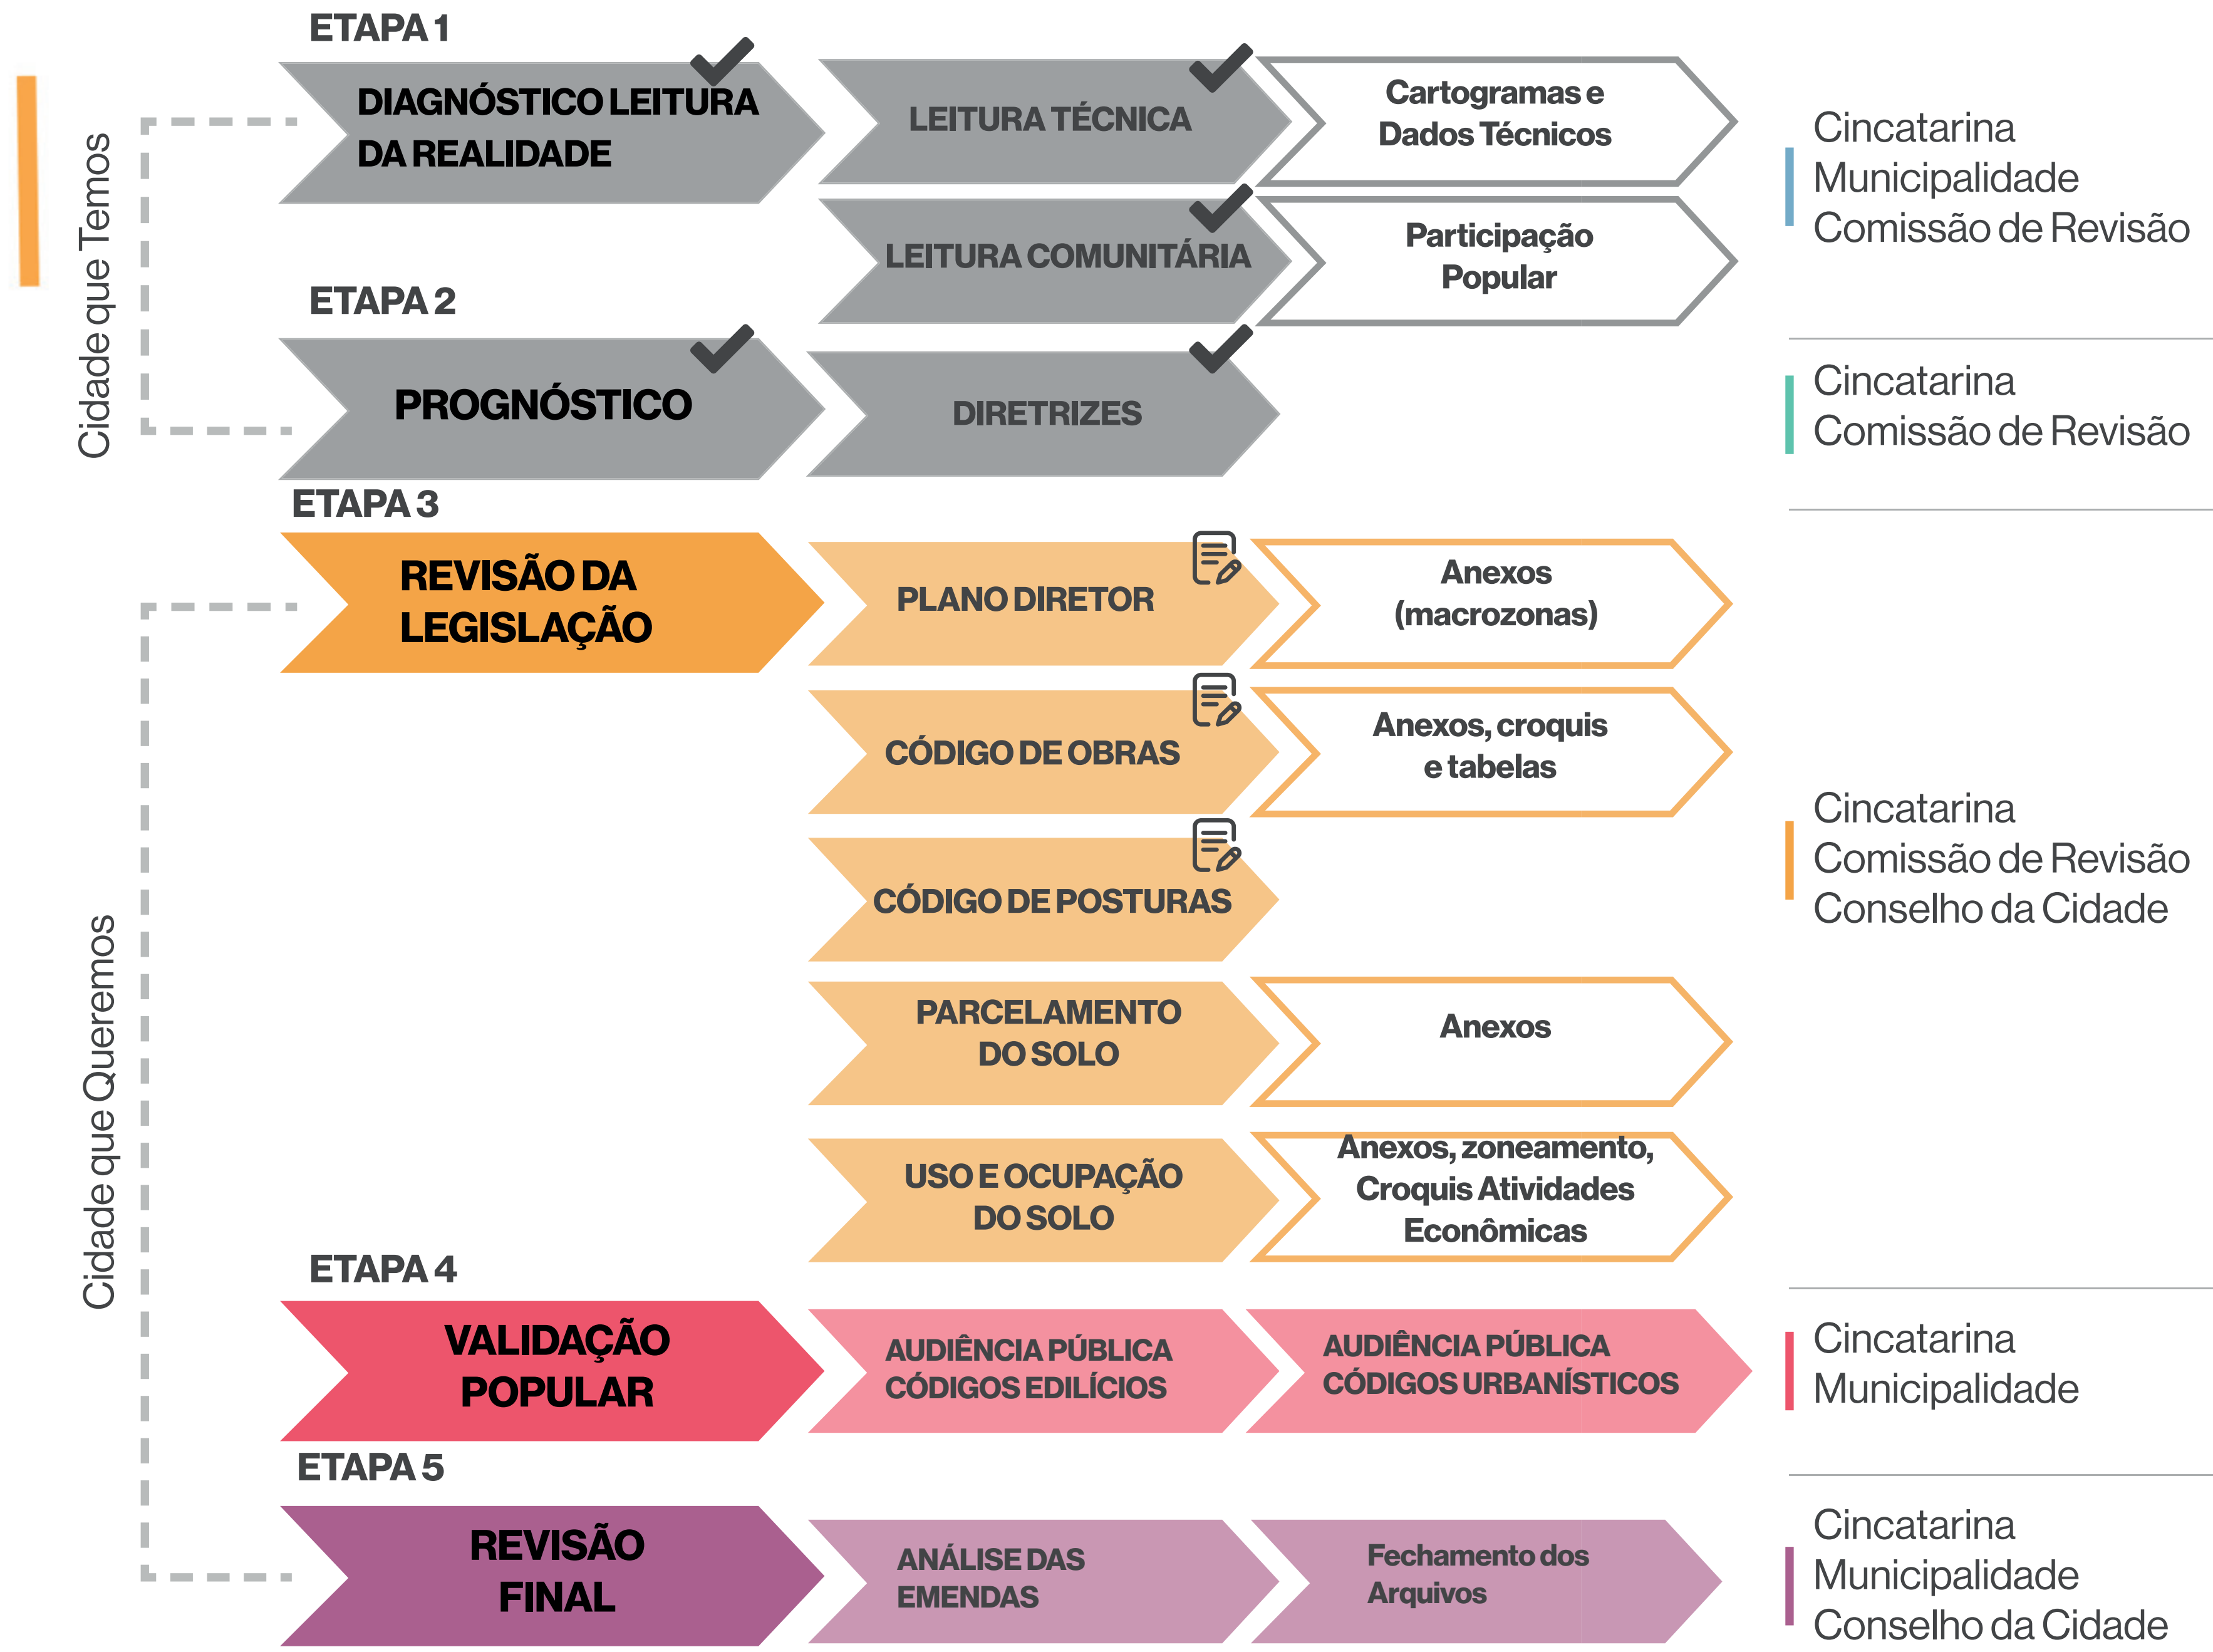 ETAPA 1
Cidade que Temos
DIAGNÓSTICO LEITURA
DA REALIDADE
LEITURA TÉCNICA
Cartogramas e
Dados Técnicos
LEITURA COMUNITÁRIA
Participação
Popular
Cincatarina
Municipalidade
Comissão de Revisão
ETAPA 2
PROGNÓSTICO
DIRETRIZES
Cincatarina
Comissão de Revisão
ETAPA 3
Cidade que Queremos
REVISÃO DA
LEGISLAÇÃO
PLANO DIRETOR
Anexos
(macrozonas)
CÓDIGO DE OBRAS
Anexos, croquis
e tabelas
CÓDIGO DE POSTURAS
PARCELAMENTO
DO SOLO
Anexos
USO E OCUPAÇÃO
DO SOLO
Anexos, zoneamento,
Croquis Atividades
Econômicas
Cincatarina
Comissão de Revisão
Conselho da Cidade
ETAPA 4
VALIDAÇÃO
POPULAR
AUDIÊNCIA PÚBLICA
CÓDIGOS EDILÍCIOS
AUDIÊNCIA PÚBLICA
CÓDIGOS URBANÍSTICOS
Cincatarina
Municipalidade
ETAPA 5
REVISÃO
FINAL
ANÁLISE DAS
EMENDAS
Fechamento dos
Arquivos
Cincatarina
Municipalidade
Conselho da Cidade